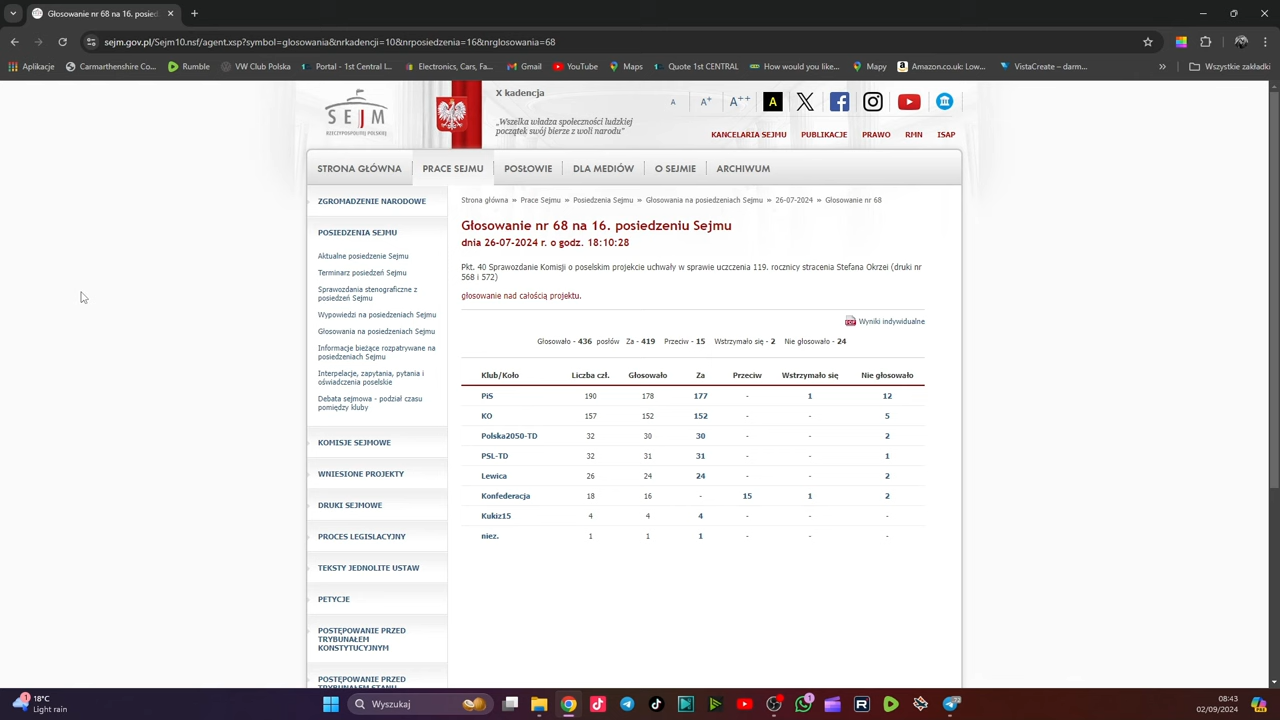 Głosowanie nr 68 na 16. posied
sejm.gov.pl/Sejm10.nsf/agent.xsp?symbol=glosowania&nrkadencji=10&nrposiedzenia=16&nrglosowania=68
Aplikacje
Carmarthenshire Co...
Rumble
VW Club Polska
Portal - 1st Central I...
Electronics, Cars, Fa...
Gmail
YouTube
Maps
Quote 1st CENTRAL
How would you like...
Mapy
Amazon.co.uk: Low...
VistaCreate – darm...
Wszystkie zakładki
SEJM
RZECZYPOSPOLITEJ POLSKIEJ
X kadencja
„Wszelka władza społeczności ludzkiej
początek swój bierze z woli narodu"
A A+ A++ A
KANCELARIA SEJMU PUBLIKACJE PRAWO RMN ISAP
STRONA GŁÓWNA PRACE SEJMU POSŁOWIE DLA MEDIÓW O SEJMIE ARCHIWUM
ZGROMADZENIE NARODOWE
POSIEDZENIA SEJMU
Aktualne posiedzenie Sejmu
Terminarz posiedzeń Sejmu
Sprawozdania stenograficzne z
posiedzeń Sejmu
Wypowiedzi na posiedzeniach Sejmu
Głosowania na posiedzeniach Sejmu
Informacje bieżące rozpatrywane na
posiedzeniach Sejmu
Interpelacje, zapytania, pytania i
oświadczenia poselskie
Debata sejmowa - podział czasu
pomiędzy kluby
KOMISJE SEJMOWE
WNIESIONE PROJEKTY
DRUKI SEJMOWE
PROCES LEGISLACYJNY
TEKSTY JEDNOLITE USTAW
PETYCJE
POSTĘPOWANIE PRZED
TRYBUNAŁEM
KONSTYTUCYJNYM
POSTĘPOWANIE PRZED
TRYBUNAŁEM STANU
Strona główna » Prace Sejmu » Posiedzenia Sejmu » Głosowania na posiedzeniach Sejmu » 26-07-2024 » Głosowanie nr 68
Głosowanie nr 68 na 16. posiedzeniu Sejmu
dnia 26-07-2024 r. o godz. 18:10:28
Pkt. 40 Sprawozdanie Komisji o poselskim projekcie uchwały w sprawie uczczenia 119. rocznicy stracenia Stefana Okrzei (druki nr
568 i 572)
głosowanie nad całością projektu.
Wyniki indywidualne
Głosowało - 436 posłów Za - 419 Przeciw - 15 Wstrzymało się - 2 Nie głosowało - 24
Klub/Koło Liczba czł. Głosowało Za Przeciw Wstrzymało się Nie głosowało
PiS 190 178 177 - 1 12
KO 157 152 152 - - 5
Polska2050-TD 32 30 30 - - 2
PSL-TD 32 31 31 - - 1
Lewica 26 24 24 - - 2
Konfederacja 18 16 - 15 1 2
Kukiz15 4 4 4 - - -
niez. 1 1 1 - - -
1
18°C
Light rain
Wyszukaj
08:43
02/09/2024